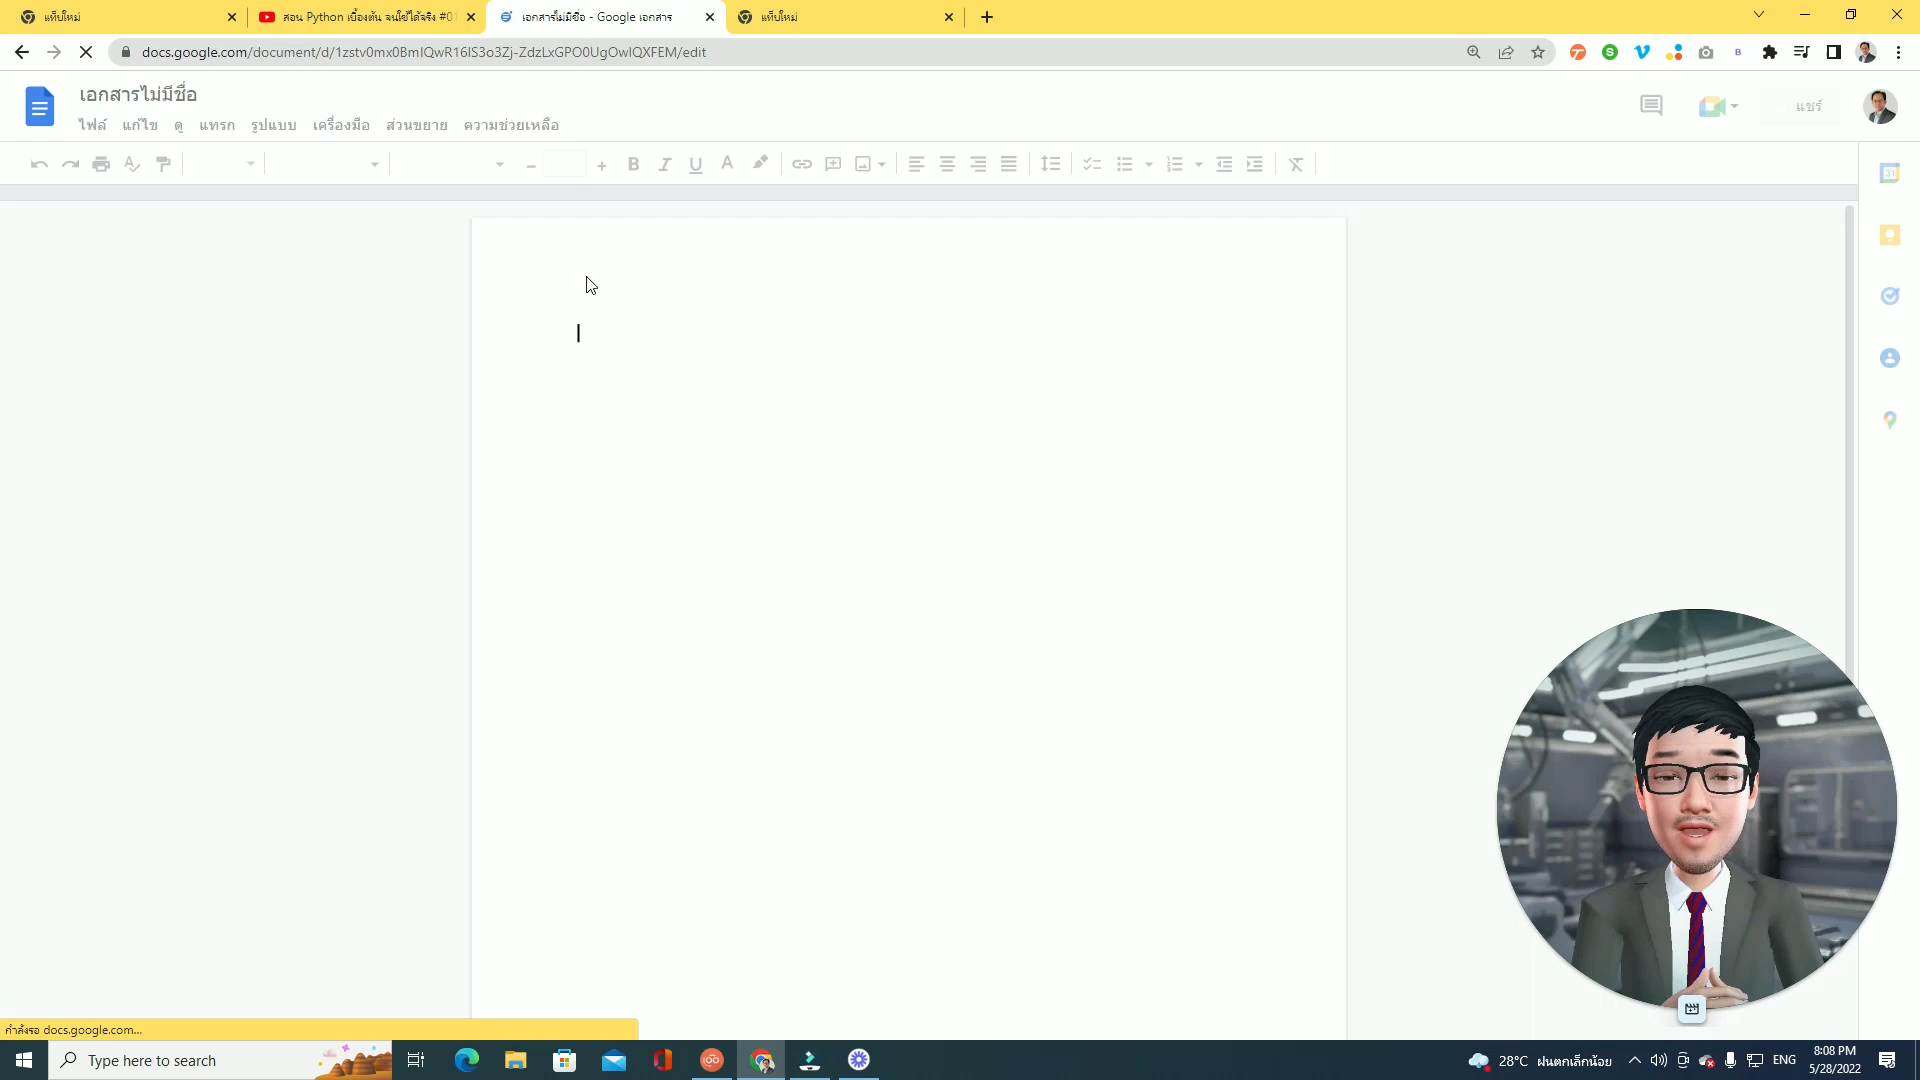 แท็บใหม่
สอน Python เบื้องต้น จนใช้ได้จริง #01
เอกสารไม่มีชื่อ - Google เอกสาร
แท็บใหม่
docs.google.com/document/d/1zstv0mx0BmIQwR16IS3o3Zj-ZdzLxGPO0UgOwIQXFEM/edit
เอกสารไม่มีชื่อ
ไฟล์ แก้ไข ดู แทรก รูปแบบ เครื่องมือ ส่วนขยาย ความช่วยเหลือ
แชร์
31
กำลังรอ docs.google.com...
Type here to search
28°C ฝนตกเล็กน้อย
ENG
8:08 PM
5/28/2022